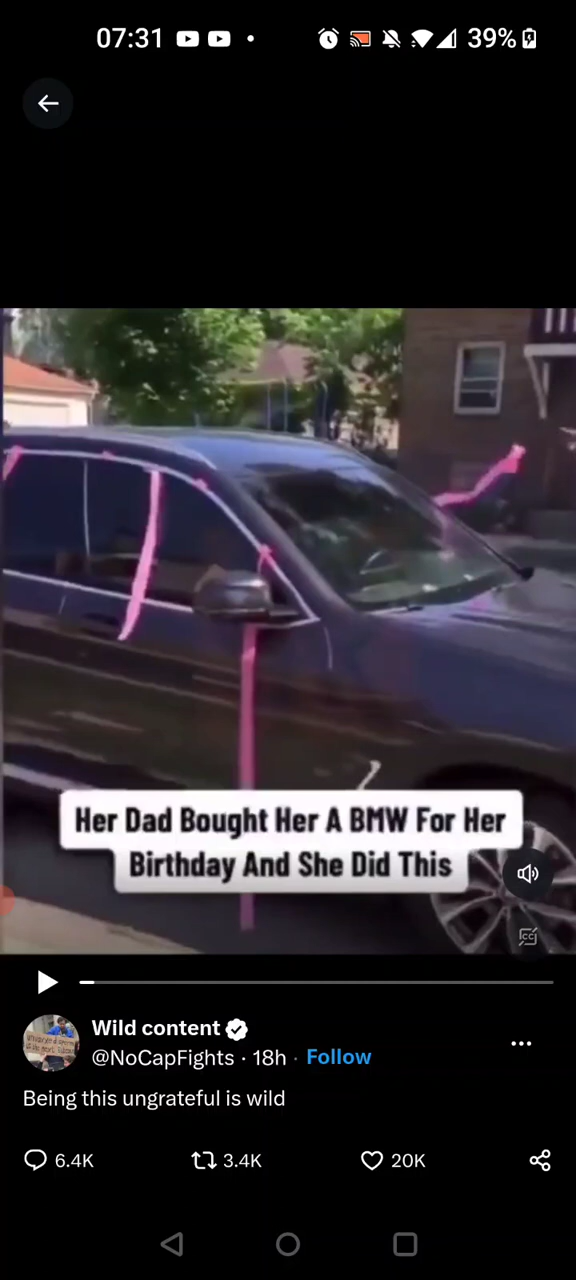 07:31 39%
Her Dad Bought Her A BMW For Her
Birthday And She Did This
CC
Wild content
@NoCapFights · 18h · Follow
Being this ungrateful is wild
6.4K 3.4K 20K